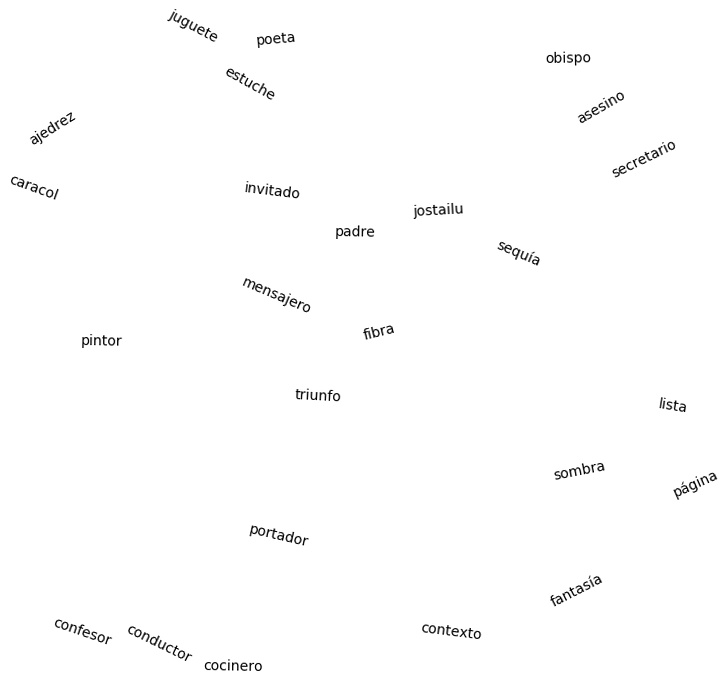 juguete
poeta
obispo
estuche
asesino
ajedrez
secretario
caracol
invitado
jostailu
padre
sequía
mensajero
fibra
pintor
triunfo
lista
sombra
página
portador
fantasía
confesor
conductor
contexto
cocinero